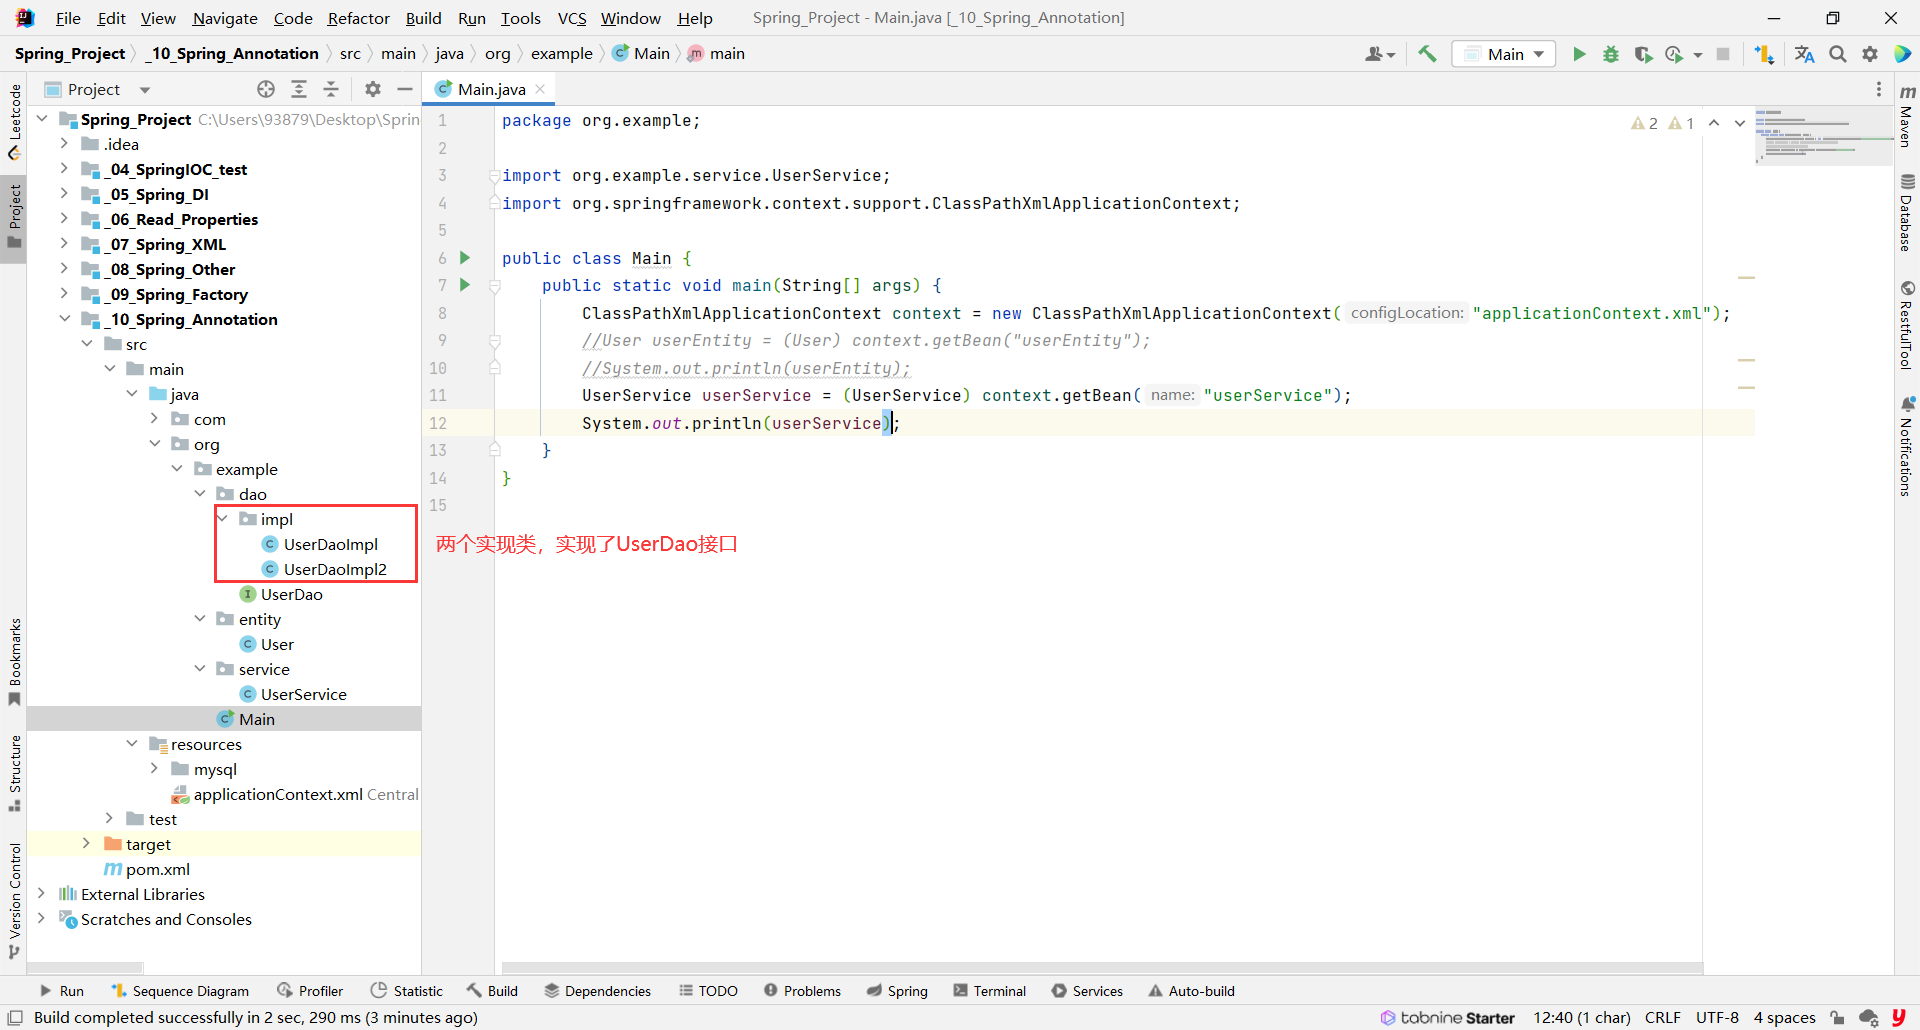 File Edit View Navigate Code Refactor Build Run Tools VCS Window Help Spring_Project - Main.java [_10_Spring_Annotation]
Spring_Project _10_Spring_Annotation src main java org example Main main Main
Project Main.java
Leetcode
Project
Bookmarks
Structure
Version Control
Spring_Project C:\Users\93879\Desktop\Sprin
.idea
_04_SpringIOC_test
_05_Spring_DI
_06_Read_Properties
_07_Spring_XML
_08_Spring_Other
_09_Spring_Factory
_10_Spring_Annotation
src
main
java
com
org
example
dao
impl
UserDaoImpl
UserDaoImpl2
UserDao
entity
User
service
UserService
Main
resources
mysql
applicationContext.xml Central
test
target
pom.xml
External Libraries
Scratches and Consoles
2 1
1 package org.example;
2
3 import org.example.service.UserService;
4 import org.springframework.context.support.ClassPathXmlApplicationContext;
5
6 public class Main {
7 public static void main(String[] args) {
8 ClassPathXmlApplicationContext context = new ClassPathXmlApplicationContext( configLocation: "applicationContext.xml");
9 //User userEntity = (User) context.getBean("userEntity");
10 //System.out.println(userEntity);
11 UserService userService = (UserService) context.getBean( name: "userService");
12 System.out.println(userService);
13 }
14 }
15
两个实现类，实现了UserDao接口
Maven
Database
RestfulTool
Notifications
Run Sequence Diagram Profiler Statistic Build Dependencies TODO Problems Spring Terminal Services Auto-build
Build completed successfully in 2 sec, 290 ms (3 minutes ago) tabnine Starter 12:40 (1 char) CRLF UTF-8 4 spaces